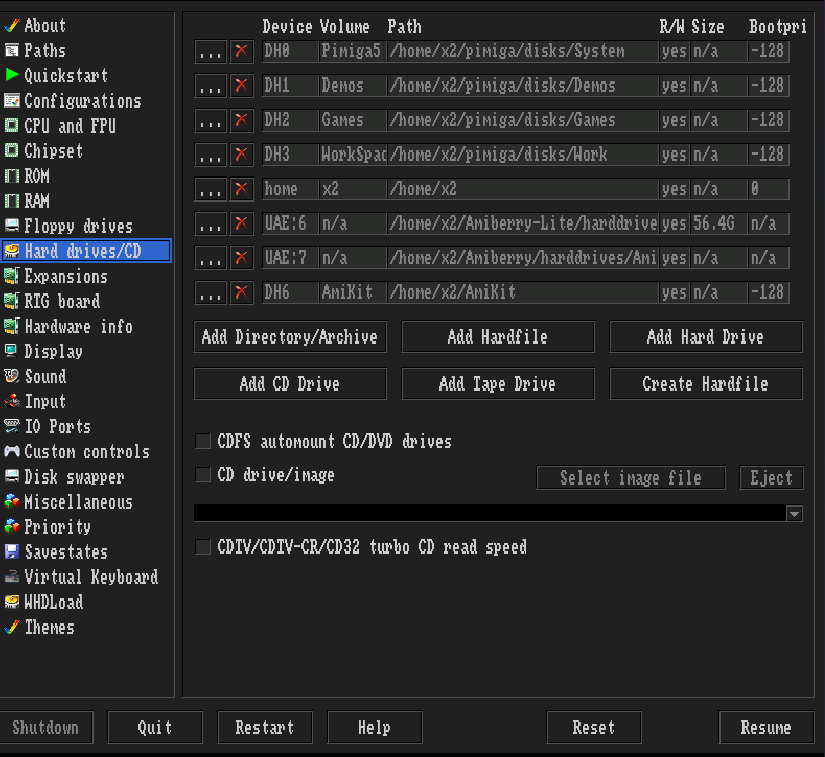 About
Paths
Quickstart
Configurations
CPU and FPU
Chipset
ROM
RAM
Floppy drives
Hard drives/CD
Expansions
RTG board
Hardware info
Display
Sound
Input
IO Ports
Custom controls
Disk swapper
Miscellaneous
Priority
Savestates
Virtual Keyboard
WHDLoad
Themes
Device Volume Path R/W Size Bootpri
... DH0 Pimiga5 /home/x2/pimiga/disks/System yes n/a -128
... DH1 Demos /home/x2/pimiga/disks/Demos yes n/a -128
... DH2 Games /home/x2/pimiga/disks/Games yes n/a -128
... DH3 WorkSpac /home/x2/pimiga/disks/Work yes n/a -128
... home x2 /home/x2 yes n/a 0
... UAE:6 n/a /home/x2/Amiberry-Lite/harddrive yes 56.4G n/a
... UAE:7 n/a /home/x2/Amiberry/harddrives/Ami yes n/a n/a
... DH6 AmiKit /home/x2/AmiKit yes n/a -128
Add Directory/Archive Add Hardfile Add Hard Drive
Add CD Drive Add Tape Drive Create Hardfile
CDFS automount CD/DVD drives
CD drive/image Select image file Eject
CDTV/CDTV-CR/CD32 turbo CD read speed
Shutdown Quit Restart Help Reset Resume